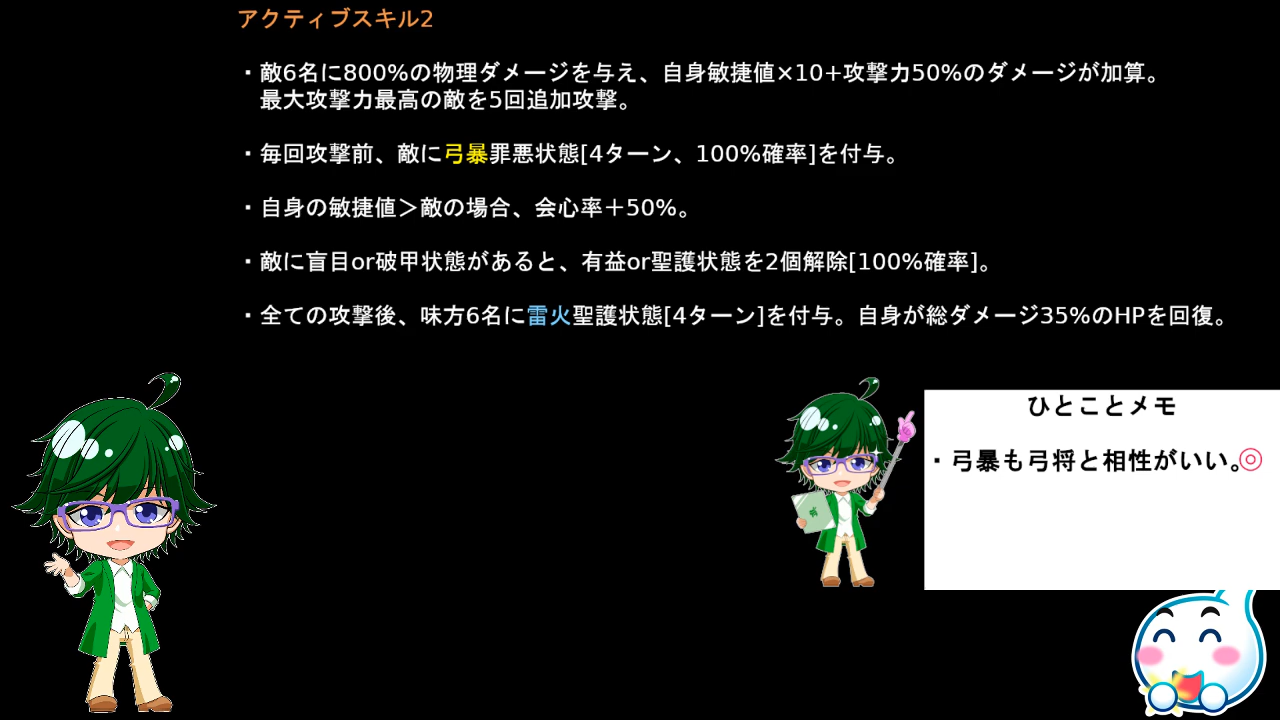 アクティブスキル2
・敵6名に800%の物理ダメージを与え、自身敏捷値×10+攻撃力50%のダメージが加算。
最大攻撃力最高の敵を5回追加攻撃。
・毎回攻撃前、敵に弓暴罪悪状態[4ターン、100%確率]を付与。
・自身の敏捷値＞敵の場合、会心率＋50%。
・敵に盲目or破甲状態があると、有益or聖護状態を2個解除[100%確率]。
・全ての攻撃後、味方6名に雷火聖護状態[4ターン]を付与。自身が総ダメージ35%のHPを回復。
ひとことメモ
・弓暴も弓将と相性がいい。◎